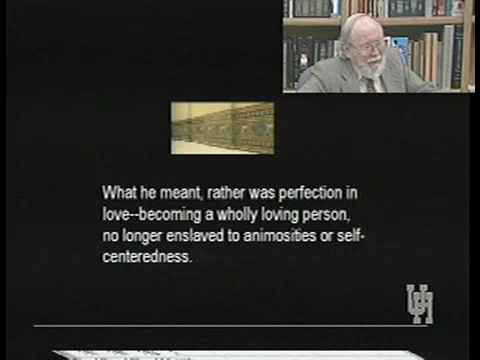 What he meant, rather was perfection in
love--becoming a wholly loving person,
no longer enslaved to animosities or self-
centeredness.
UH